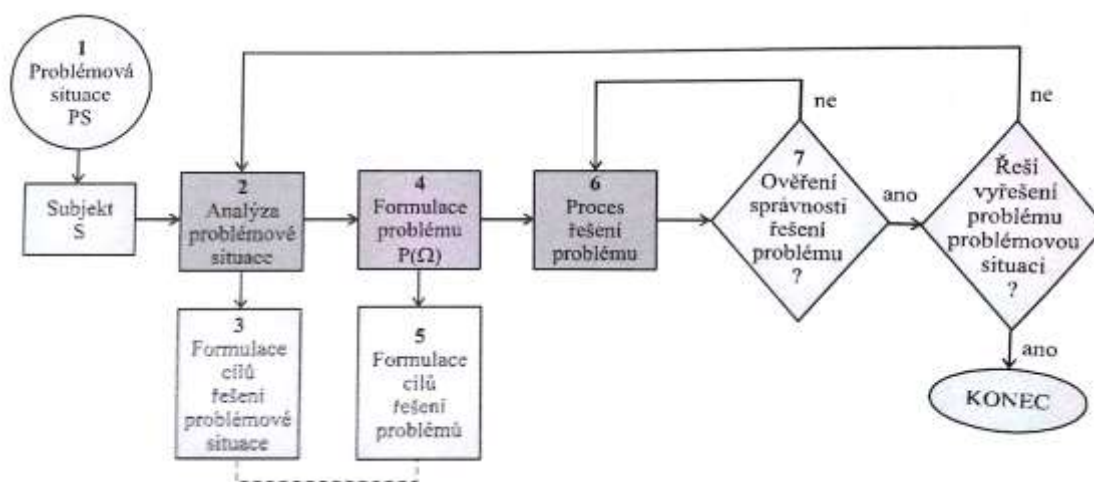 1
Problémová
situace
PS
Subjekt
S
2
Analýza
problémové
situace
3
Formulace
cílů
řešení
problémové
situace
4
Formulace
problému
P(Ω)
5
Formulace
cílů
řešení
problémů
6
Proces
řešení
problému
ne
7
Ověření
správnosti
řešení
problému
?
ano
ne
Řeší
vyřešení
problému
problémovou
situaci
?
ano
KONEC